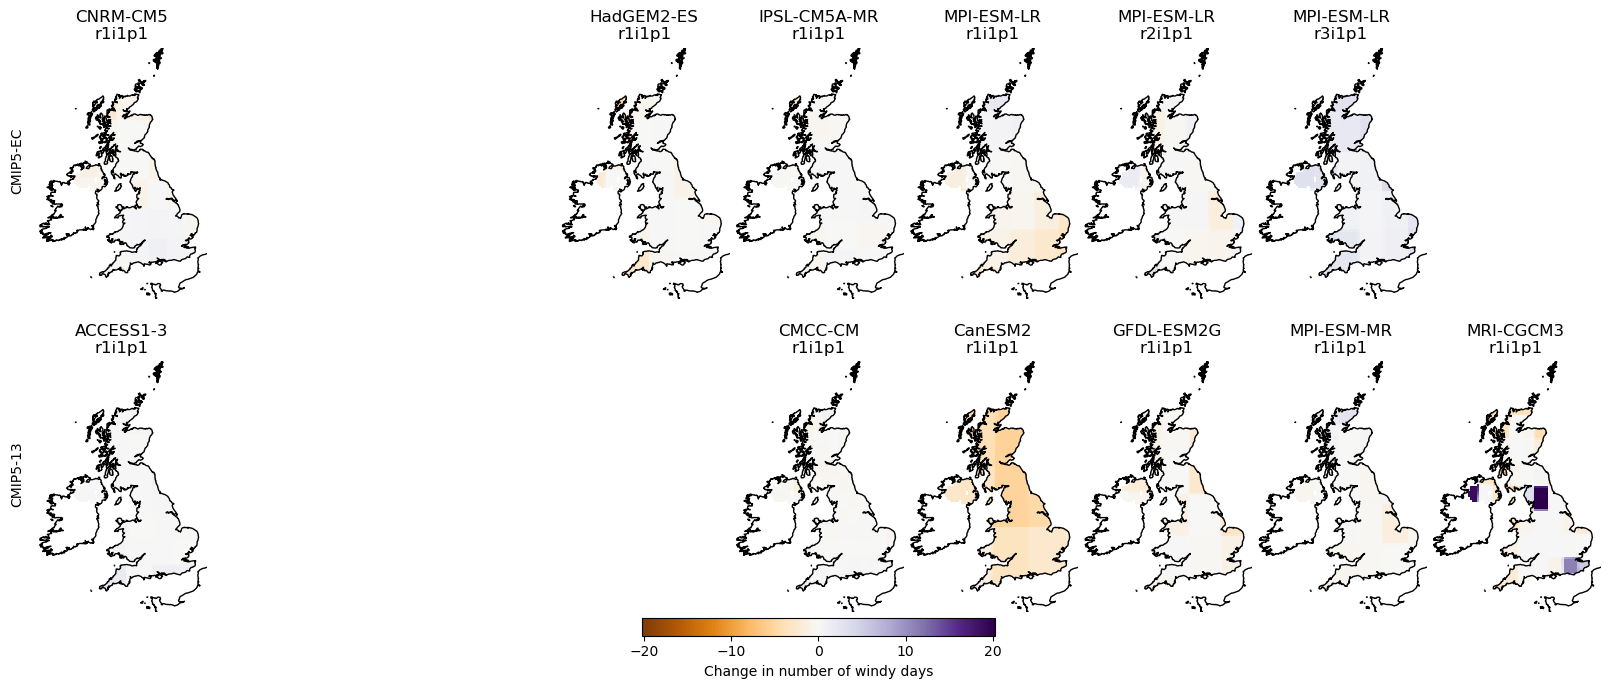 CNRM-CM5
r1i1p1
HadGEM2-ES
r1i1p1
IPSL-CM5A-MR
r1i1p1
MPI-ESM-LR
r1i1p1
MPI-ESM-LR
r2i1p1
MPI-ESM-LR
r3i1p1
CMIP5-EC
ACCESS1-3
r1i1p1
CMCC-CM
r1i1p1
CanESM2
r1i1p1
GFDL-ESM2G
r1i1p1
MPI-ESM-MR
r1i1p1
MRI-CGCM3
r1i1p1
CMIP5-13
−20 −10 0 10 20
Change in number of windy days